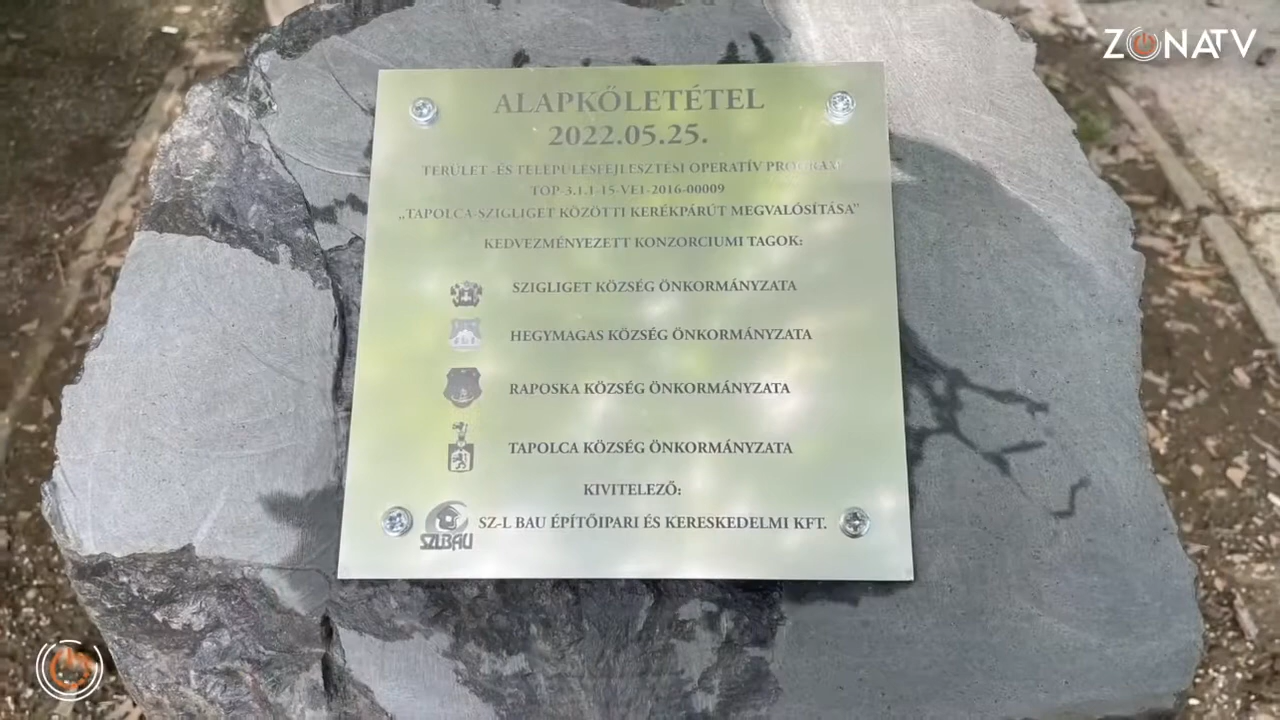 ZONATV
ALAPKŐLETÉTEL
2022.05.25.
TERÜLET -ÉS TELEPÜLÉSFEJLESZTÉSI OPERATÍV PROGRAM
TOP-3.1.1-15-VE1-2016-00009
„TAPOLCA-SZIGLIGET KÖZÖTTI KERÉKPÁRÚT MEGVALÓSÍTÁSA”
KEDVEZMÉNYEZETT KONZORCIUMI TAGOK:
SZIGLIGET KÖZSÉG ÖNKORMÁNYZATA
HEGYMAGAS KÖZSÉG ÖNKORMÁNYZATA
RAPOSKA KÖZSÉG ÖNKORMÁNYZATA
TAPOLCA KÖZSÉG ÖNKORMÁNYZATA
KIVITELEZŐ:
SZ-L BAU ÉPÍTŐIPARI ÉS KERESKEDELMI KFT.
SZLBAU